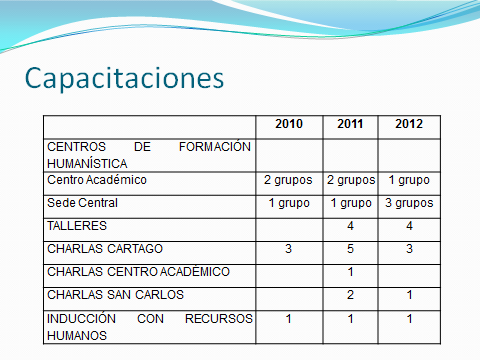 Capacitaciones
2010 2011 2012
CENTROS DE FORMACIÓN
HUMANÍSTICA
Centro Académico 2 grupos 2 grupos 1 grupo
Sede Central 1 grupo 1 grupo 3 grupos
TALLERES 4 4
CHARLAS CARTAGO 3 5 3
CHARLAS CENTRO ACADÉMICO 1
CHARLAS SAN CARLOS 2 1
INDUCCIÓN CON RECURSOS
HUMANOS 1 1 1